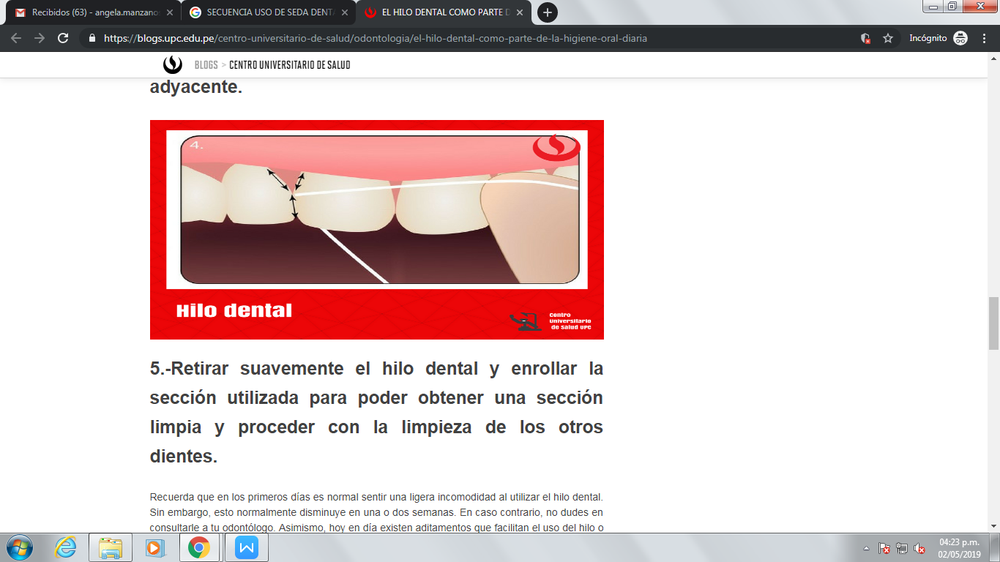 Recibidos (63) - angela.manzano
SECUENCIA USO DE SEDA DENTA
EL HILO DENTAL COMO PARTE D
https://blogs.upc.edu.pe/centro-universitario-de-salud/odontologia/el-hilo-dental-como-parte-de-la-higiene-oral-diaria
Incógnito
BLOGS > CENTRO UNIVERSITARIO DE SALUD
adyacente.
4.
Hilo dental
Centro
Universitario
de Salud UPC
5.-Retirar suavemente el hilo dental y enrollar la
sección utilizada para poder obtener una sección
limpia y proceder con la limpieza de los otros
dientes.
Recuerda que en los primeros días es normal sentir una ligera incomodidad al utilizar el hilo dental.
Sin embargo, esto normalmente disminuye en una o dos semanas. En caso contrario, no dudes en
consultarle a tu odontólogo. Asimismo, hoy en día existen aditamentos que facilitan el uso del hilo o
04:23 p.m.
02/05/2019